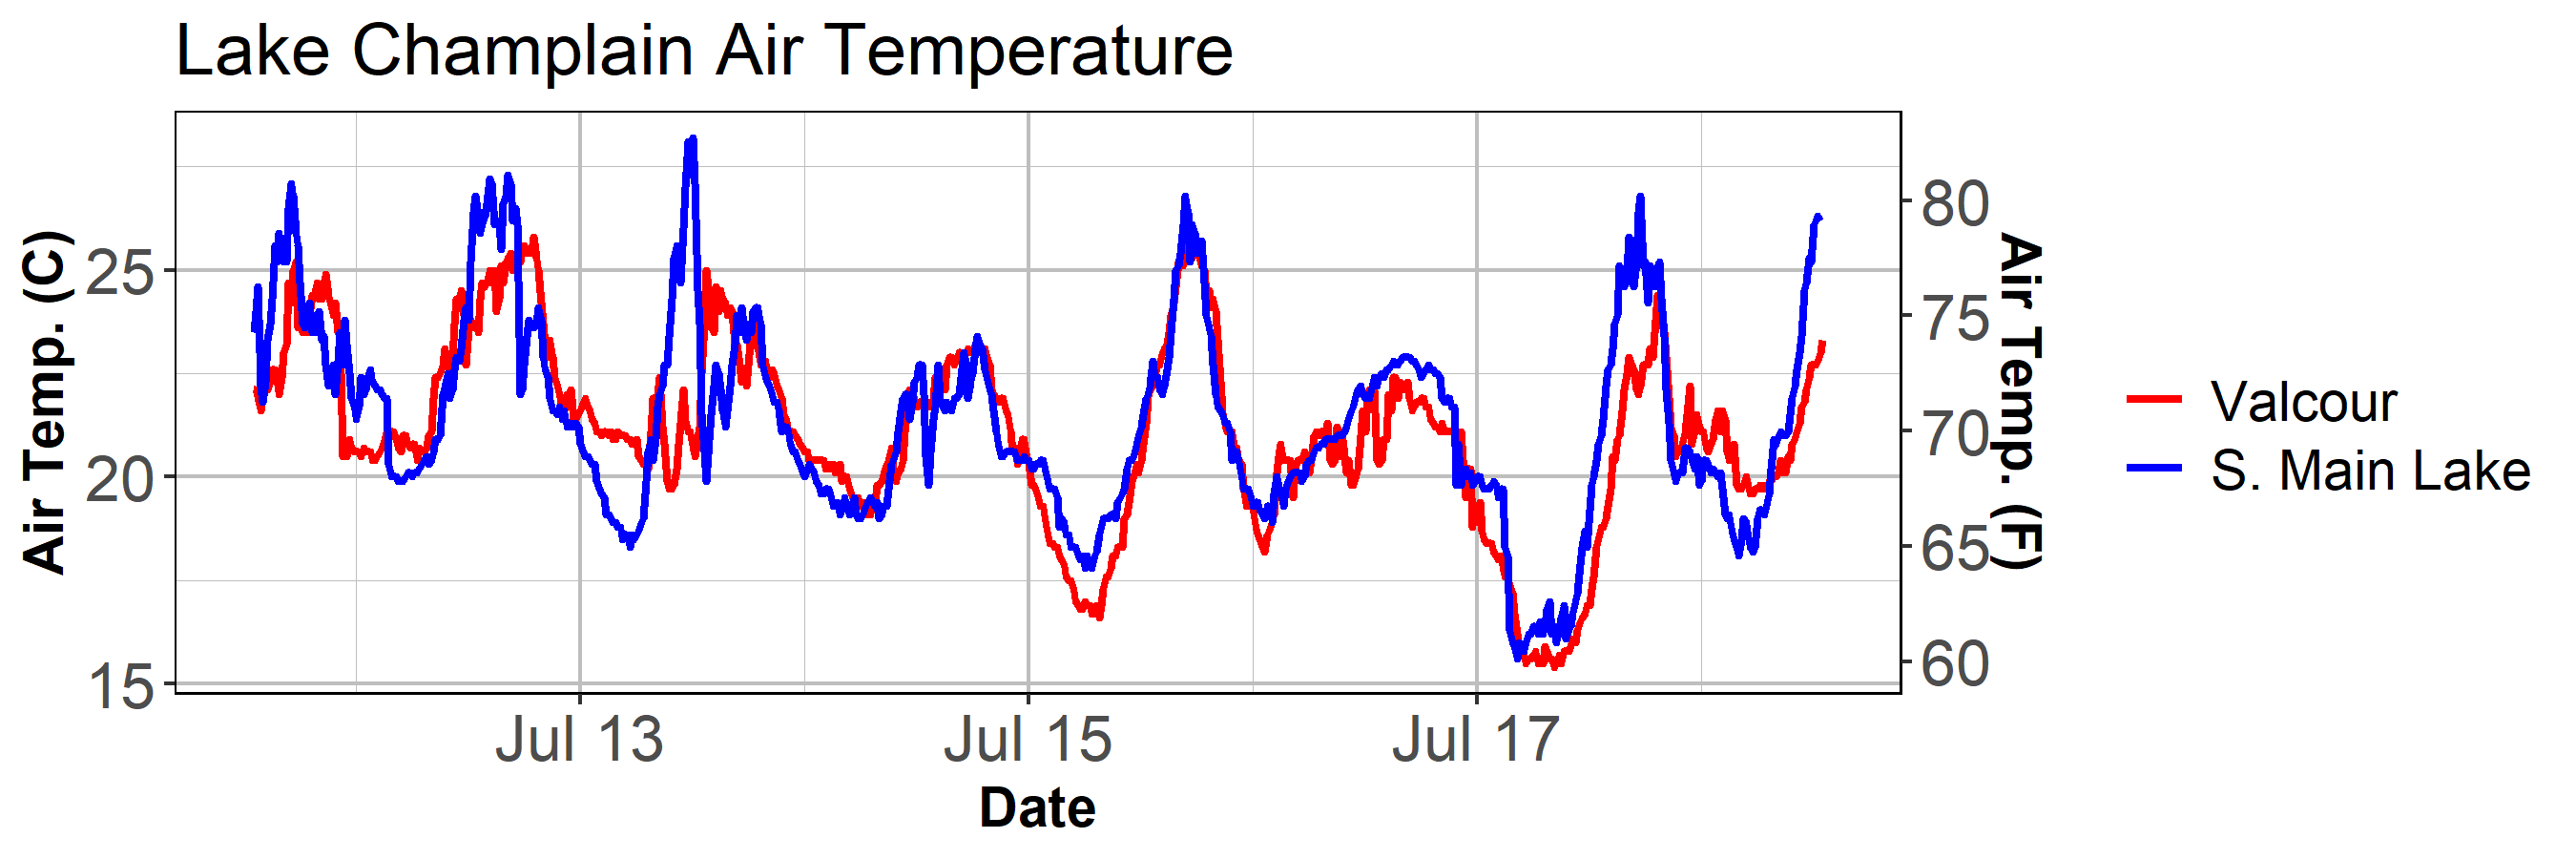 Lake Champlain Air Temperature
Air Temp. (C)
25
20
15
80
75
70
65
60
Air Temp. (F)
Jul 13
Jul 15
Jul 17
Date
Valcour
S. Main Lake